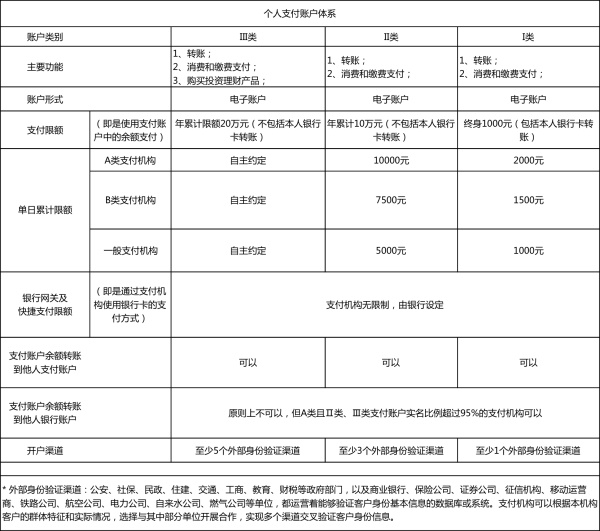 个人支付账户体系
账户类别 III类 II类 I类
主要功能
1、转账；
2、消费和缴费支付；
3、购买投资理财产品；
1、转账；
2、消费和缴费支付；
1、转账；
2、消费和缴费支付；
账户形式 电子账户 电子账户 电子账户
支付限额
（即是使用支付账
户中的余额支付）
年累计限额20万元（不包括本人银行
卡转账）
年累计10万元（不包括本人银行
卡转账）
终身1000元（包括本人银行卡转
账）
单日累计限额
A类支付机构 自主约定 10000元 2000元
B类支付机构 自主约定 7500元 1500元
一般支付机构 自主约定 5000元 1000元
银行网关及
快捷支付限额
（即是通过支付机
构使用银行卡的支
付方式）
支付机构无限制，由银行设定
支付账户余额转账
到他人支付账户
可以 可以 可以
支付账户余额转账
到他人银行账户
原则上不可以，但A类且Ⅱ类、Ⅲ类支付账户实名比例超过95%的支付机构可以
开户渠道 至少5个外部身份验证渠道 至少3个外部身份验证渠道 至少1个外部身份验证渠道
* 外部身份验证渠道：公安、社保、民政、住建、交通、工商、教育、财税等政府部门，以及商业银行、保险公司、证券公司、征信机构、移动运营
商、铁路公司、航空公司、电力公司、自来水公司、燃气公司等单位，都运营着能够验证客户身份基本信息的数据库或系统。支付机构可以根据本机构
客户的群体特征和实际情况，选择与其中部分单位开展合作，实现多个渠道交叉验证客户身份信息。